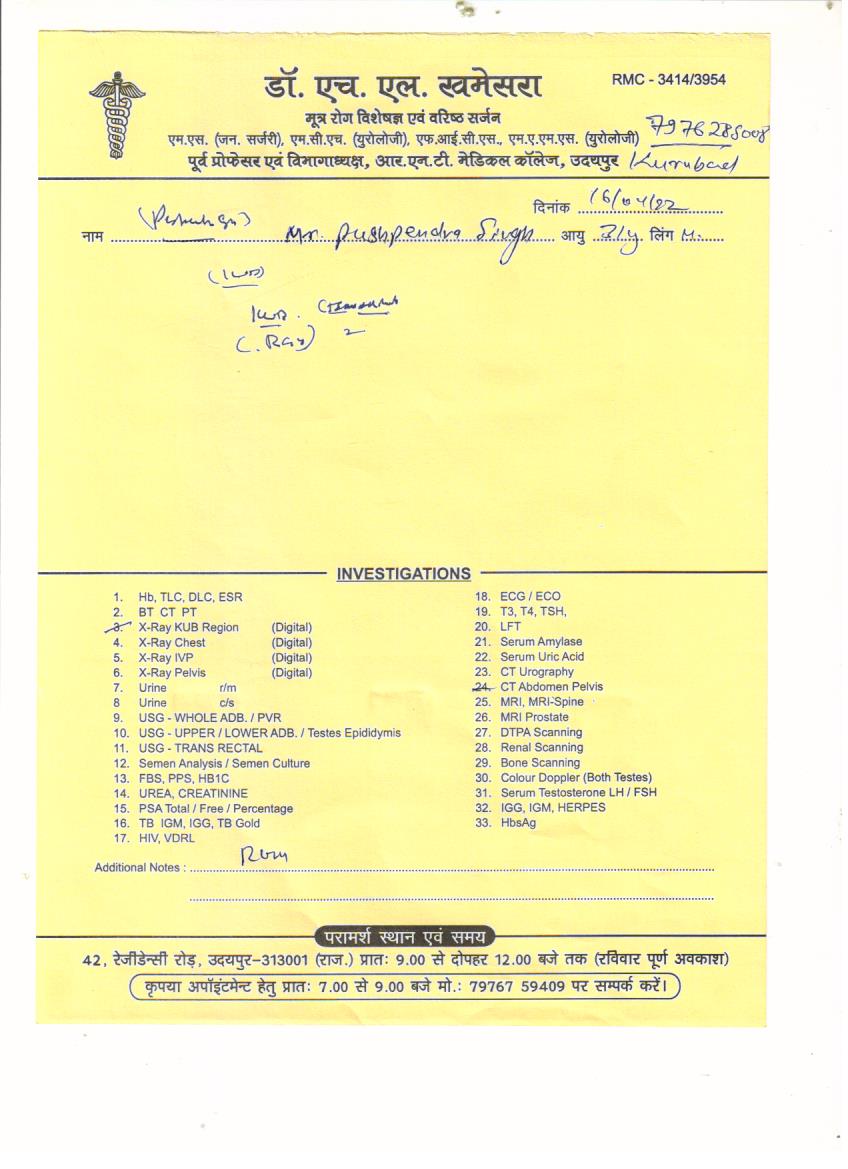 डॉ. एच. एल. खमेसरा
RMC - 3414/3954
मूत्र रोग विशेषज्ञ एवं वरिष्ठ सर्जन
एम.एस. (जन. सर्जरी), एम.सी.एच. (यूरोलोजी), एफ.आई.सी.एस., एम.ए.एम.एस. (यूरोलोजी)
7976285008
पूर्व प्रोफेसर एवं विभागाध्यक्ष, आर.एन.टी. मेडिकल कॉलेज, उदयपुर
दिनांक 16/04/22
नाम Mr. Pushpendra Singh आयु लिंग M.
INVESTIGATIONS
1. Hb, TLC, DLC, ESR
2. BT CT PT
3. X-Ray KUB Region (Digital)
4. X-Ray Chest (Digital)
5. X-Ray IVP (Digital)
6. X-Ray Pelvis (Digital)
7. Urine r/m
8 Urine c/s
9. USG - WHOLE ADB. / PVR
10. USG - UPPER / LOWER ADB. / Testes Epididymis
11. USG - TRANS RECTAL
12. Semen Analysis / Semen Culture
13. FBS, PPS, HB1C
14. UREA, CREATININE
15. PSA Total / Free / Percentage
16. TB IGM, IGG, TB Gold
17. HIV, VDRL
18. ECG / ECO
19. T3, T4, TSH,
20. LFT
21. Serum Amylase
22. Serum Uric Acid
23. CT Urography
24. CT Abdomen Pelvis
25. MRI, MRI-Spine
26. MRI Prostate
27. DTPA Scanning
28. Renal Scanning
29. Bone Scanning
30. Colour Doppler (Both Testes)
31. Serum Testosterone LH / FSH
32. IGG, IGM, HERPES
33. HbsAg
Additional Notes :
परामर्श स्थान एवं समय
42, रेजीडेन्सी रोड़, उदयपुर-313001 (राज.) प्रातः 9.00 से दोपहर 12.00 बजे तक (रविवार पूर्ण अवकाश)
कृपया अपॉइंटमेन्ट हेतु प्रातः 7.00 से 9.00 बजे मो.: 79767 59409 पर सम्पर्क करें।